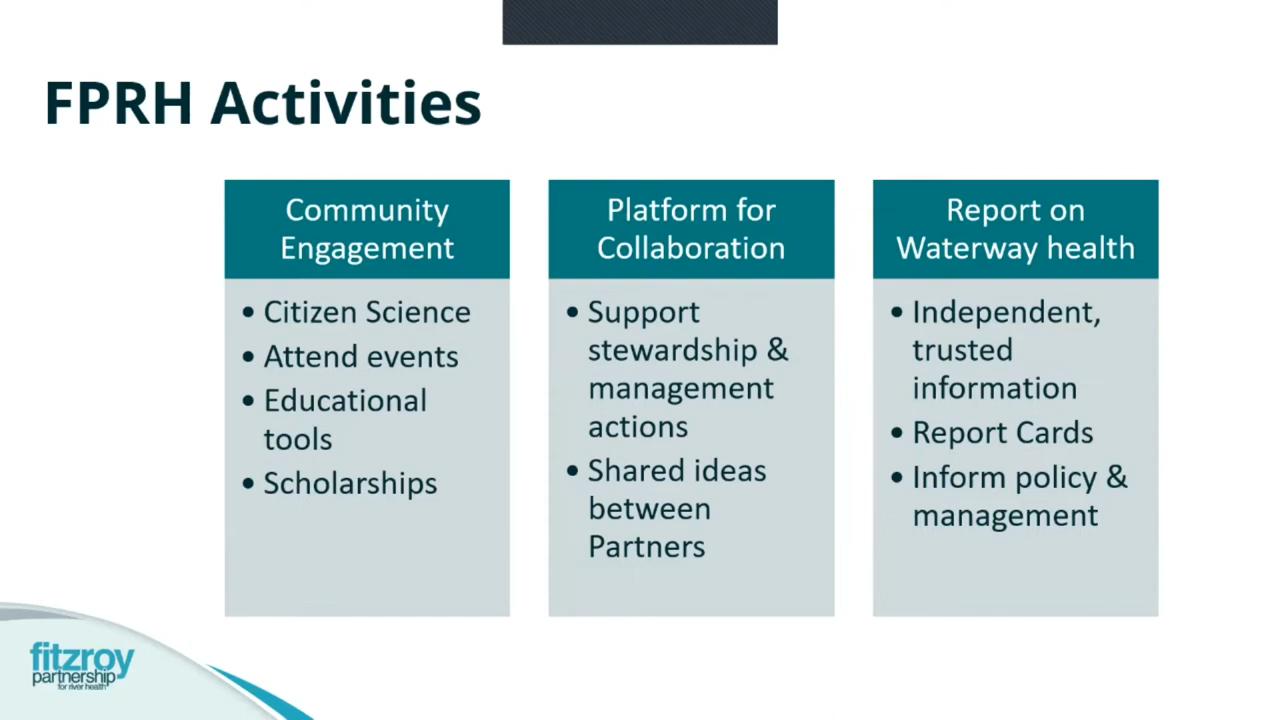 FPRH Activities
Community
Engagement
• Citizen Science
• Attend events
• Educational
tools
• Scholarships
Platform for
Collaboration
• Support
stewardship &
management
actions
• Shared ideas
between
Partners
Report on
Waterway health
• Independent,
trusted
information
• Report Cards
• Inform policy &
management
fitzroy
partnership
for river health